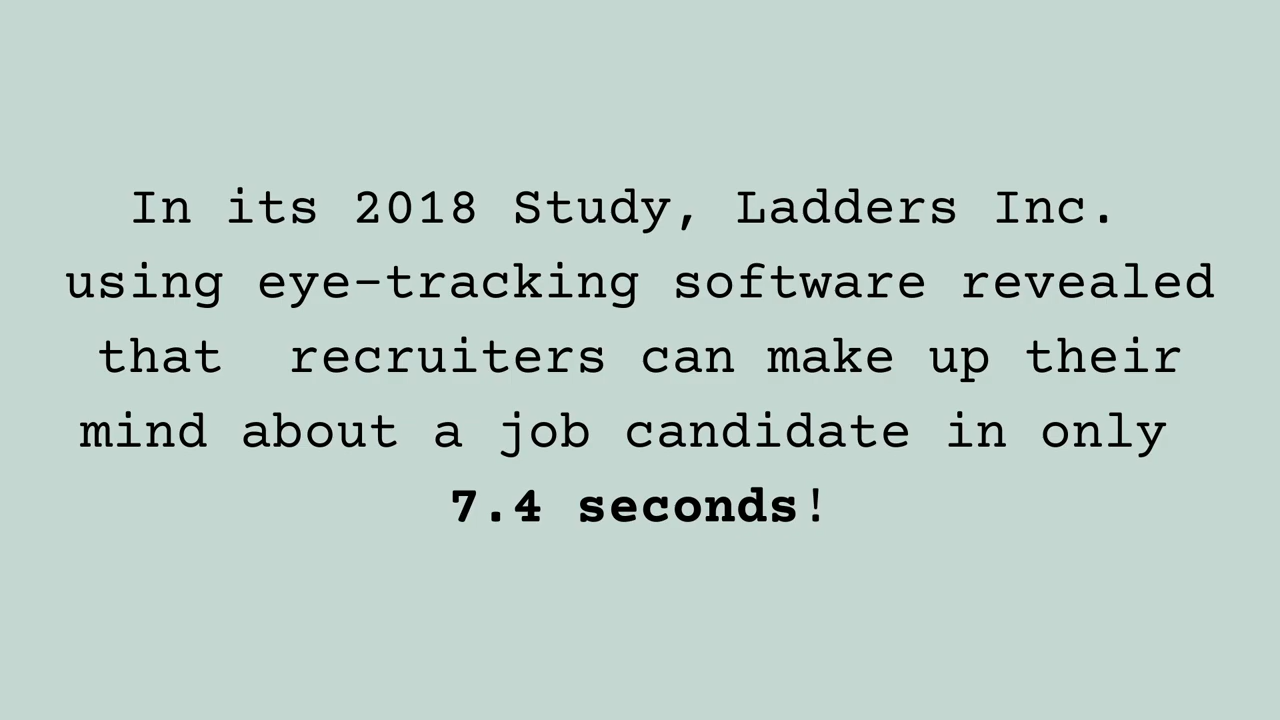 In its 2018 Study, Ladders Inc.
using eye-tracking software revealed
that  recruiters can make up their
mind about a job candidate in only
7.4 seconds!